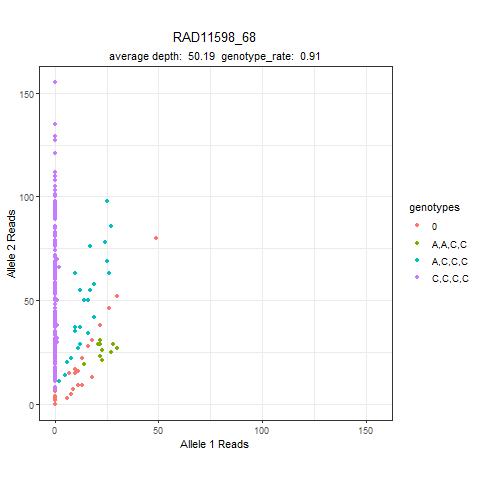 RAD11598_68
average depth: 50.19 genotype_rate: 0.91
150
100
50
0
Allele 2 Reads
0 50 100 150
Allele 1 Reads
genotypes
0
A,A,C,C
A,C,C,C
C,C,C,C